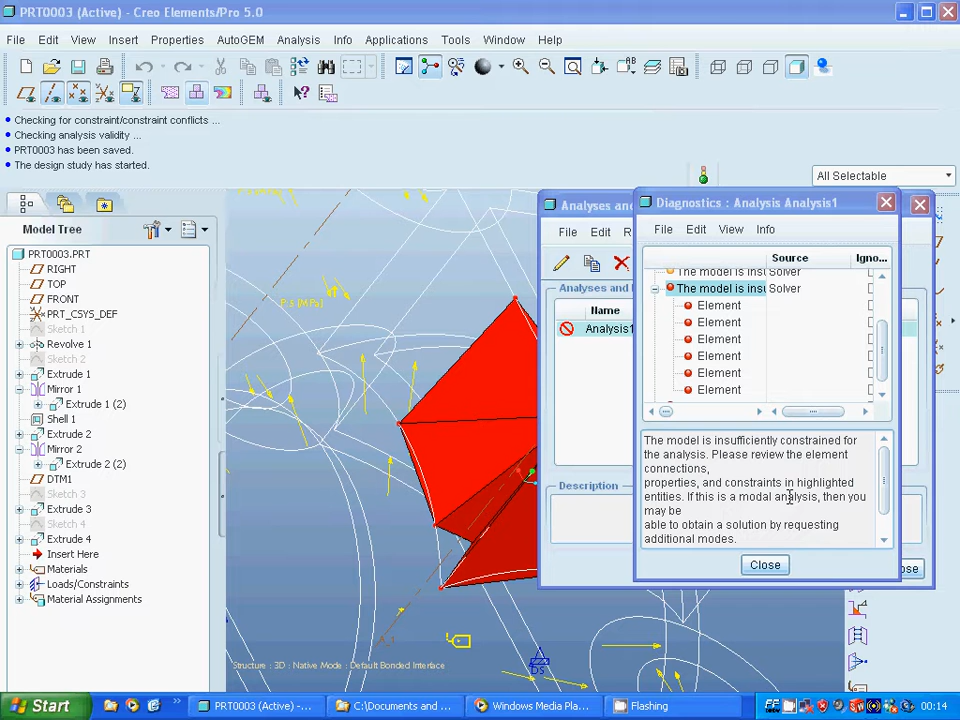 PRT0003 (Active) - Creo Elements/Pro 5.0
File Edit View Insert Properties AutoGEM Analysis Info Applications Tools Window Help
Checking for constraint/constraint conflicts ...
Checking analysis validity ...
PRT0003 has been saved.
The design study has started.
All Selectable
Model Tree
PRT0003.PRT
RIGHT
TOP
FRONT
PRT_CSYS_DEF
Sketch 1
Revolve 1
Sketch 2
Extrude 1
Mirror 1
Extrude 1 (2)
Shell 1
Extrude 2
Mirror 2
Extrude 2 (2)
DTM1
Sketch 3
Extrude 3
Sketch 4
Extrude 4
Insert Here
Materials
Loads/Constraints
Material Assignments
P S [MPa]
A_1
DS
Structure : 3D : Native Mode : Default Bonded Interface
Analyses and
File Edit R
Analyses and
Name
Analysis1
Description
ose
Diagnostics : Analysis Analysis1
File Edit View Info
Source Igno...
The model is insu Solver
The model is insu Solver
Element
Element
Element
Element
Element
Element
The model is insufficiently constrained for
the analysis. Please review the element
connections,
properties, and constraints in highlighted
entities. If this is a modal analysis, then you
may be
able to obtain a solution by requesting
additional modes.
Close
Start
PRT0003 (Active) -...
C:\Documents and ...
Windows Media Pla...
Flashing
00:14